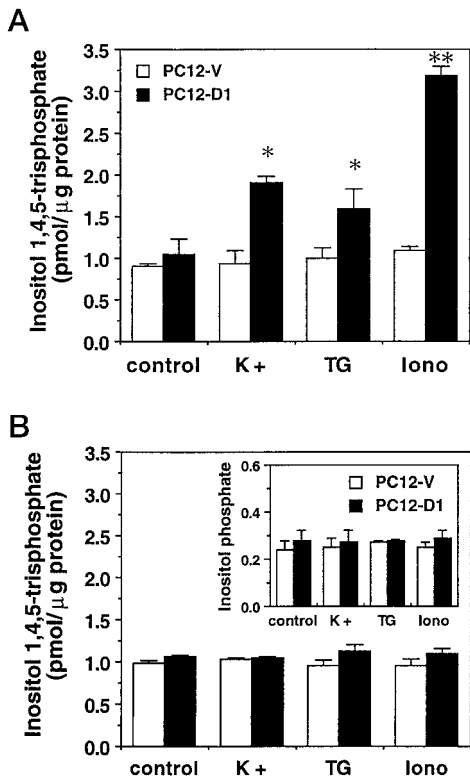 A
Inositol 1,4,5-trisphosphate
(pmol/μg protein)
3.5
3.0
2.5
2.0
1.5
1.0
0.5
0.0
PC12-V
PC12-D1
*
*
**
control K+ TG Iono
B
Inositol 1,4,5-trisphosphate
(pmol/μg protein)
3.5
3.0
2.5
2.0
1.5
1.0
0.5
0.0
Inositol phosphate
0.6
0.4
0.2
0.0
PC12-V
PC12-D1
control K+ TG Iono
control K+ TG Iono